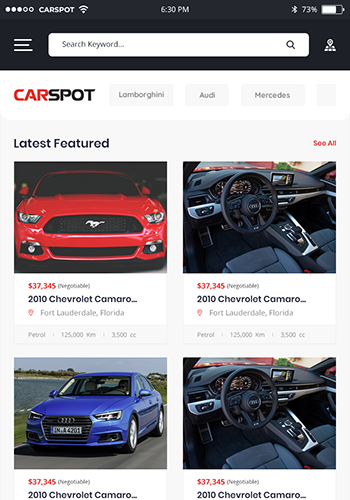 CARSPOT 6:30 PM 73%
Search Keyword...
CARSPOT Lamborghini Audi Mercedes
Latest Featured See All
$37,345 (Negotiable) $37,345 (Negotiable)
2010 Chevrolet Camaro... 2010 Chevrolet Camaro...
Fort Lauderdale, Florida Fort Lauderdale, Florida
Petrol 125,000 Km 3,500 cc Petrol 125,000 Km 3,500 cc
IN·A 4201
$37,345 (Negotiable) $37,345 (Negotiable)
2010 Chevrolet Camaro... 2010 Chevrolet Camaro...